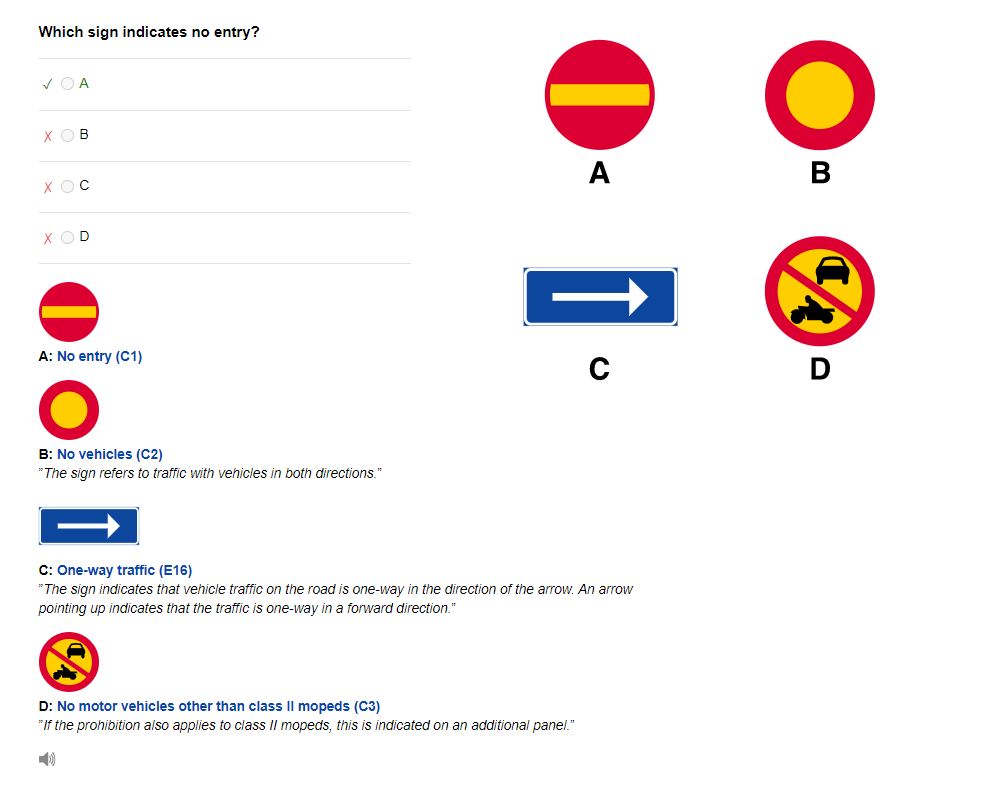 Which sign indicates no entry?
✓ A
✗ B
✗ C
✗ D
A
B
C
D
A: No entry (C1)
B: No vehicles (C2)
"The sign refers to traffic with vehicles in both directions."
C: One-way traffic (E16)
"The sign indicates that vehicle traffic on the road is one-way in the direction of the arrow. An arrow
pointing up indicates that the traffic is one-way in a forward direction."
D: No motor vehicles other than class II mopeds (C3)
"If the prohibition also applies to class II mopeds, this is indicated on an additional panel."